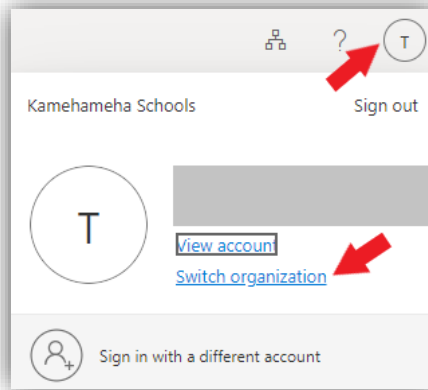 ? T
Kamehameha Schools Sign out
T
View account
Switch organization
Sign in with a different account